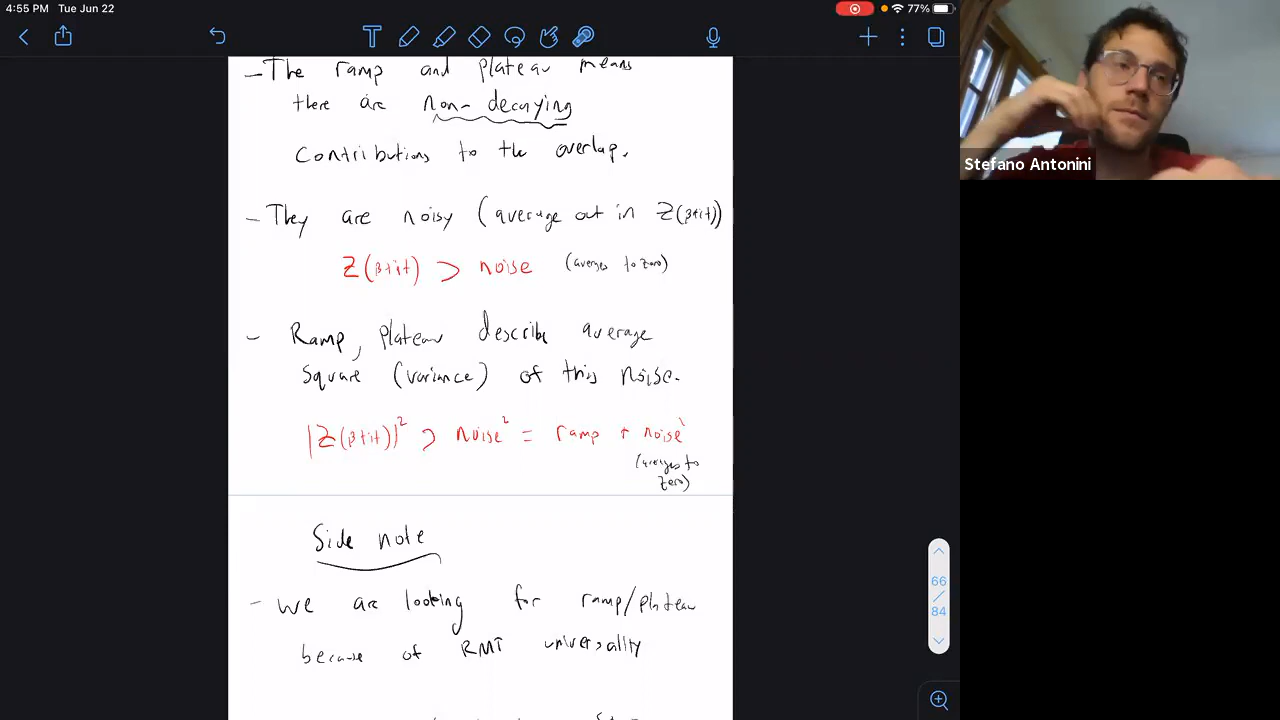 4:55 PM Tue Jun 22
77%
Stefano Antonini
- The ramp and plateau means
there are non-decaying
contributions to the overlap.
- They are noisy (average out in Z(β+it))
Z(β+it) ⊃ noise (averages to zero)
- Ramp, plateau describe average
square (variance) of this noise.
|Z(β+it)|² ⊃ noise² = ramp + noise'
(averages to
zero)
Side note
- We are looking for ramp/plateau
because of RMT universality
66
/
84